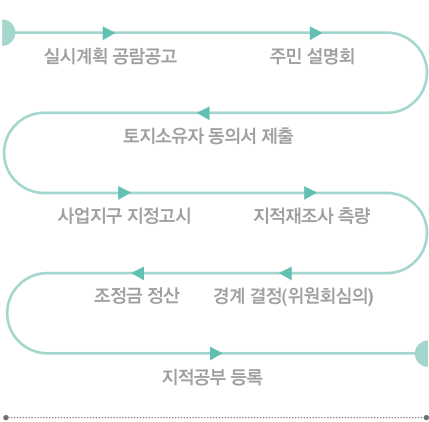 실시계획 공람공고
주민 설명회
토지소유자 동의서 제출
사업지구 지정고시
지적재조사 측량
경계 결정(위원회심의)
조정금 정산
지적공부 등록